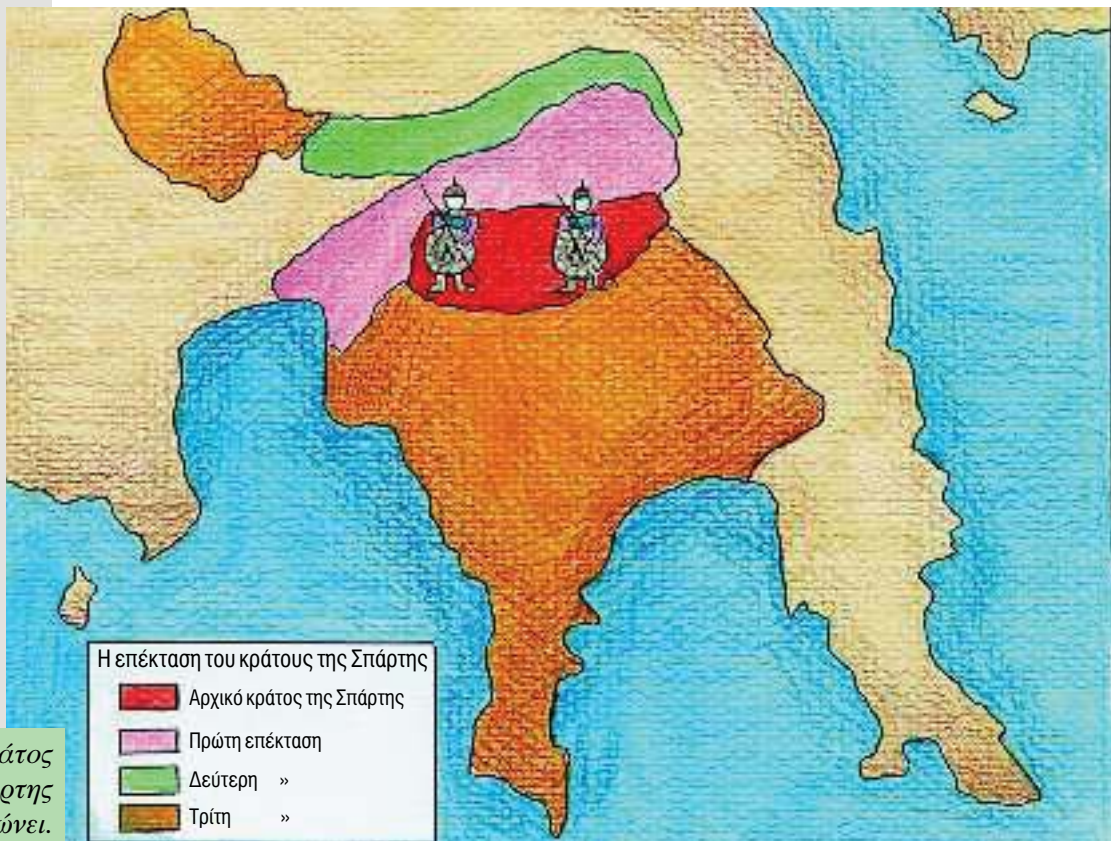 Η επέκταση του κράτους της Σπάρτης
Αρχικό κράτος της Σπάρτης
Πρώτη επέκταση
Δεύτερη »
Τρίτη »
Λ
Λ